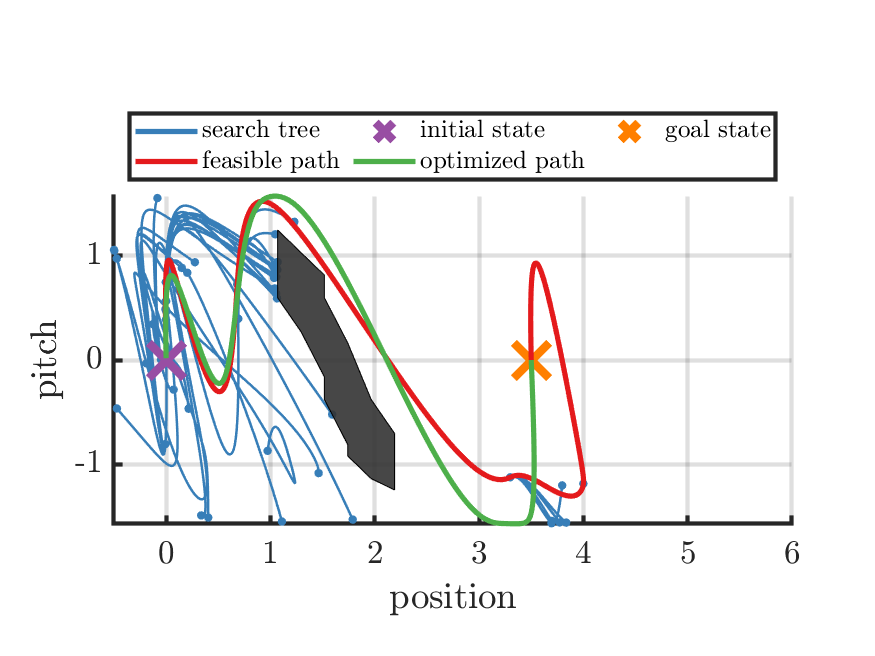 search tree initial state goal state
feasible path optimized path
1
0
-1
pitch
0 1 2 3 4 5 6
position